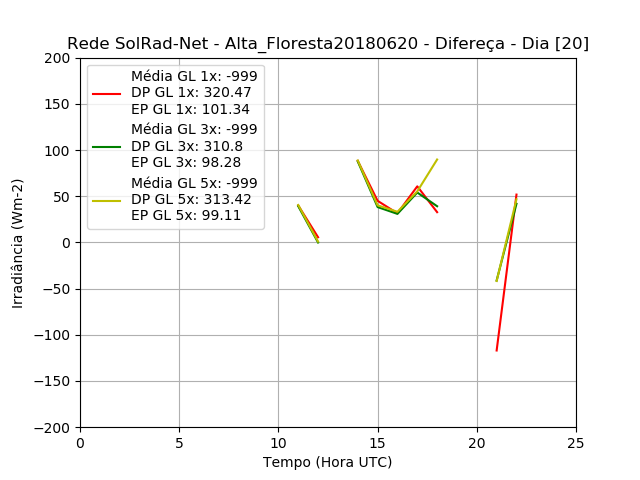 Rede SolRad-Net - Alta_Floresta20180620 - Difereça - Dia [20]
200
150
100
50
0
−50
−100
−150
−200
Irradiância (Wm-2)
Média GL 1x: -999
DP GL 1x: 320.47
EP GL 1x: 101.34
Média GL 3x: -999
DP GL 3x: 310.8
EP GL 3x: 98.28
Média GL 5x: -999
DP GL 5x: 313.42
EP GL 5x: 99.11
0 5 10 15 20 25
Tempo (Hora UTC)